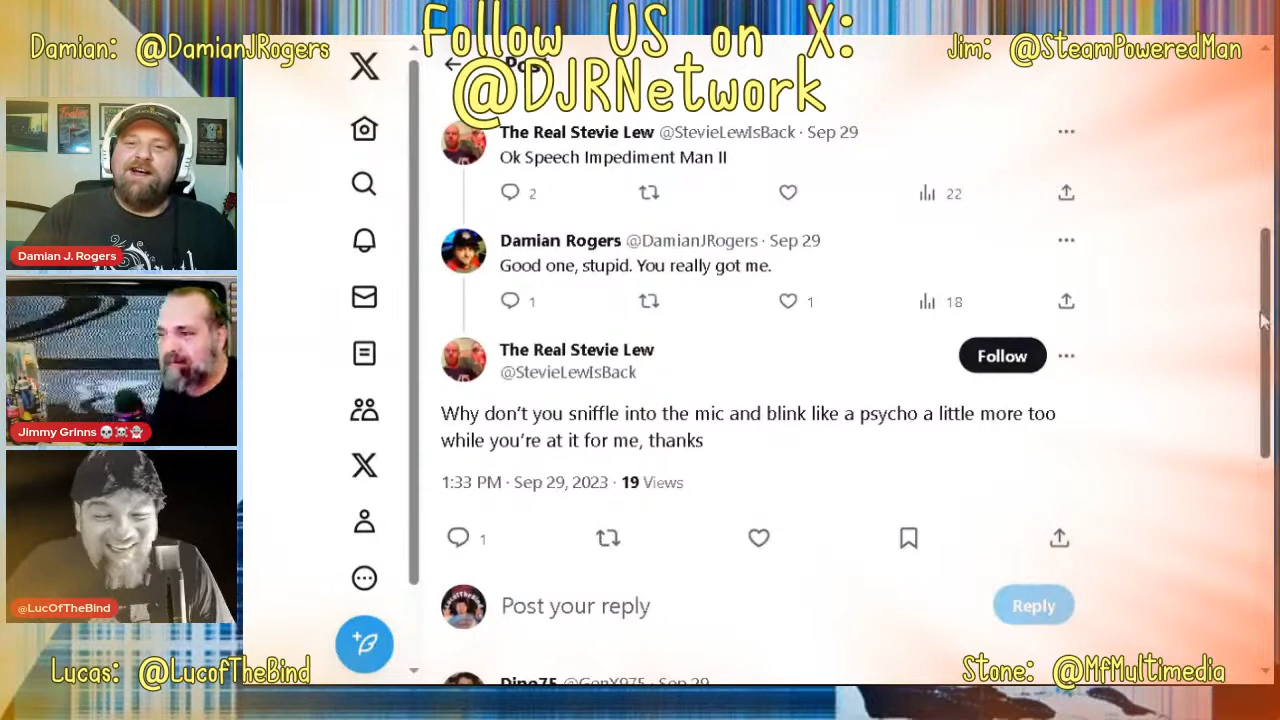 Follow US on X:
@DJRNetwork
Damian: @DamianJRogers
Jim: @SteamPoweredMan
The Real Stevie Lew @StevieLewIsBack · Sep 29
Ok Speech Impediment Man II
2
22
Damian J. Rogers
Damian Rogers @DamianJRogers · Sep 29
Good one, stupid. You really got me.
1
1
18
The Real Stevie Lew
@StevieLewIsBack
Follow
Why don’t you sniffle into the mic and blink like a psycho a little more too
while you’re at it for me, thanks
Jimmy Grinns 💀☠️👻
1:33 PM · Sep 29, 2023 · 19 Views
1
@LucOfTheBind
Post your reply
Reply
Lucas: @LucofTheBind
Stone: @MfMultimedia
Dino75 @GenX975 · Sep 29